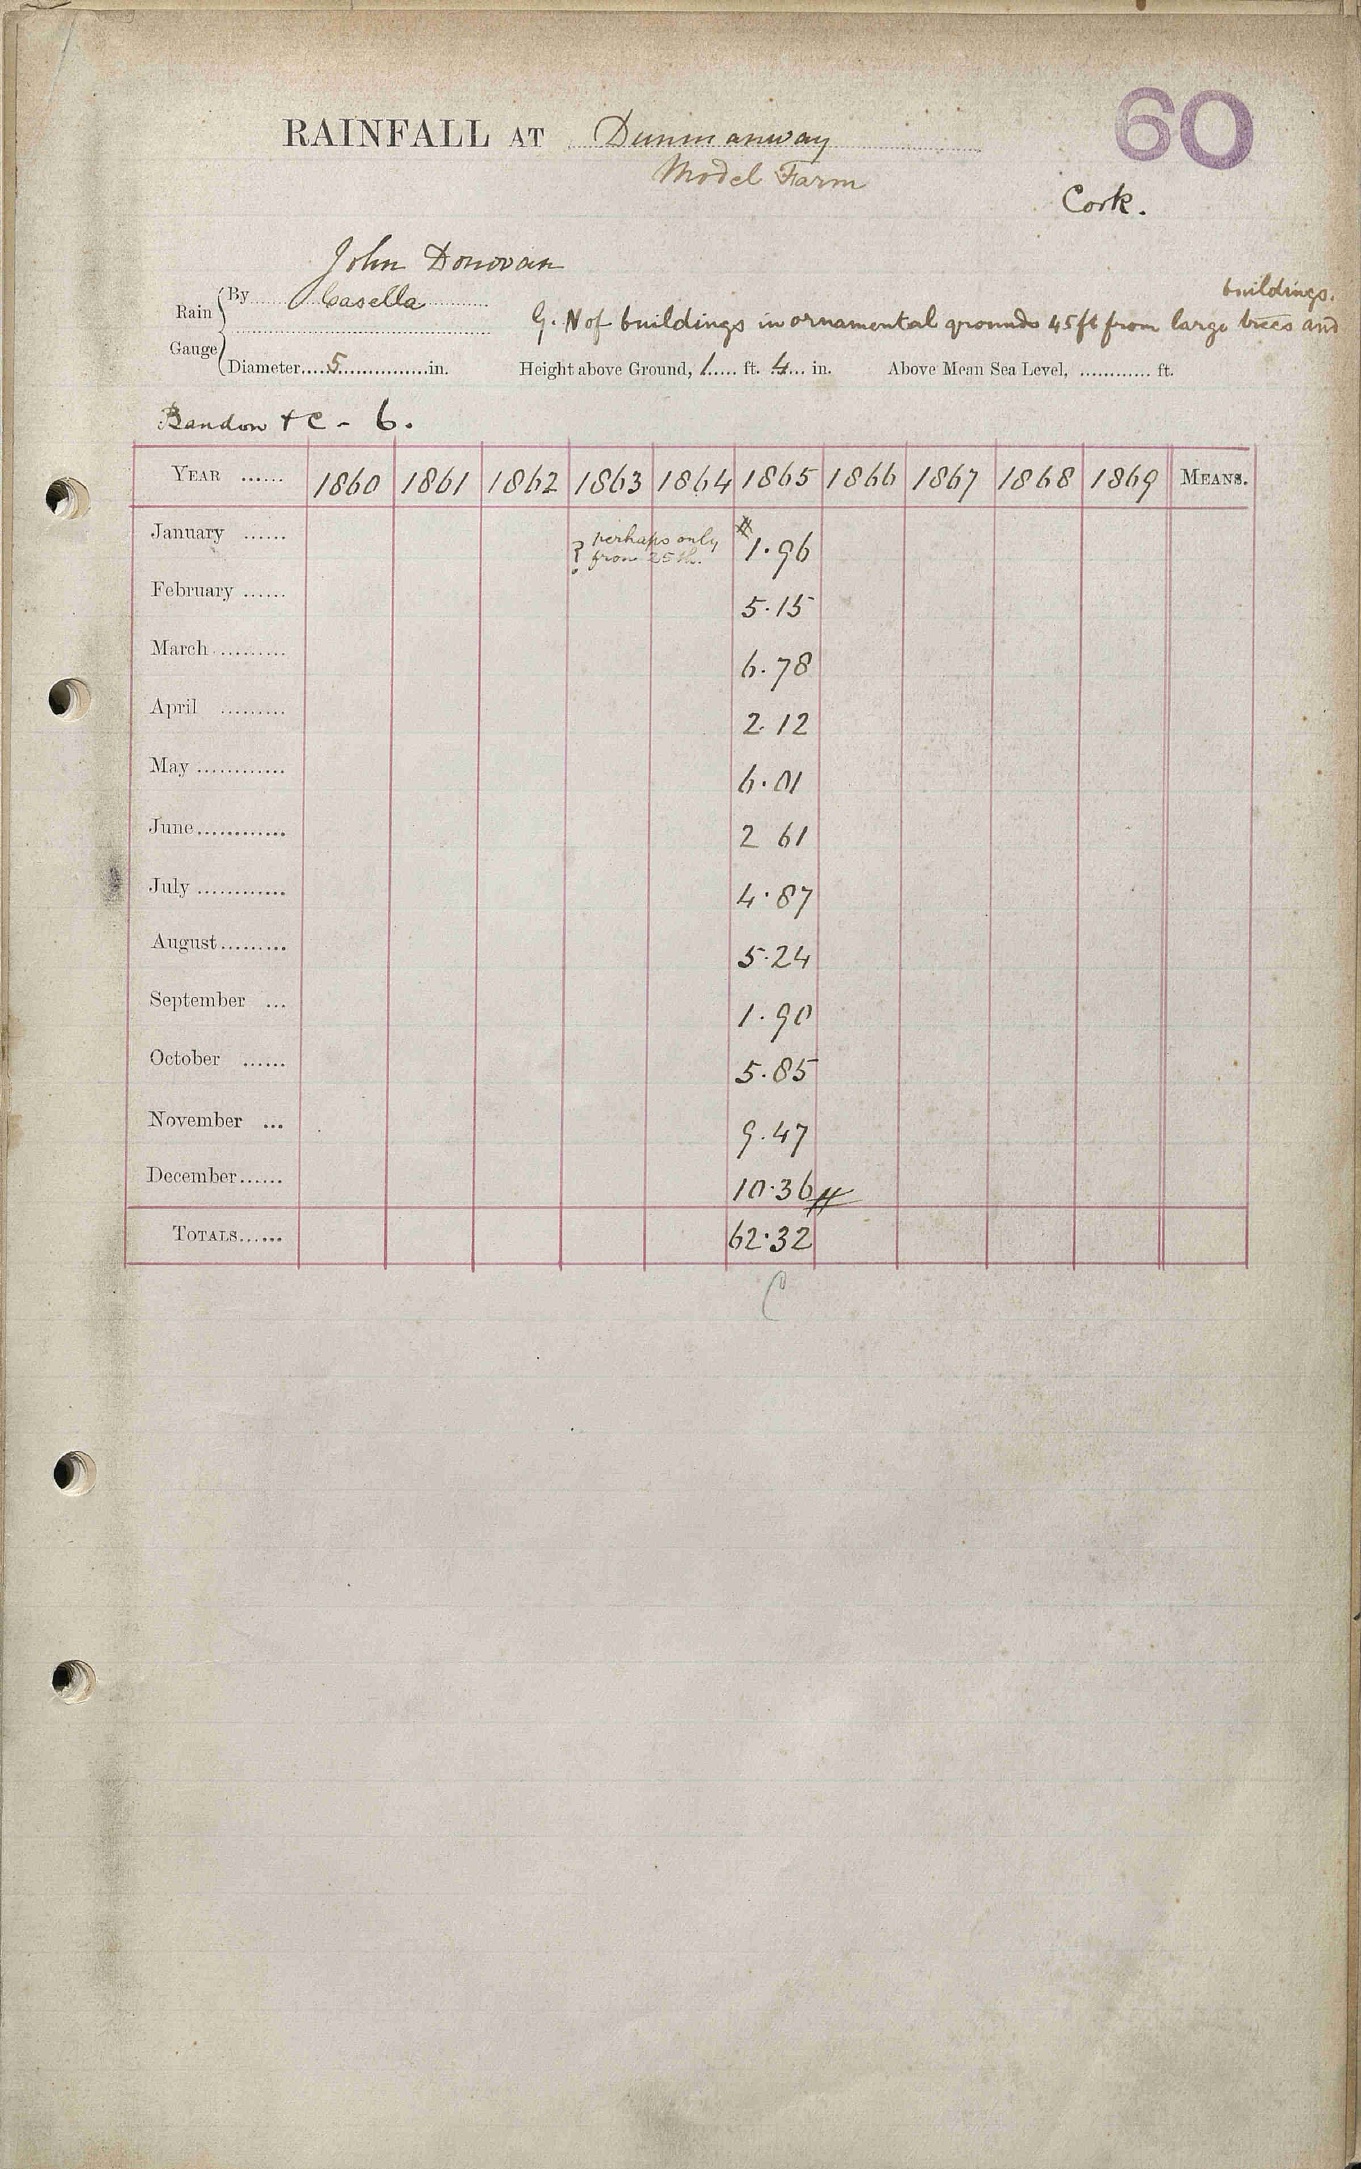 60
RAINFALL AT Dunmanway
Model Farm
Cork.
John Donovan
Rain Gauge
By Casella
buildings.
G. N of buildings in ornamental grounds 45ft from large trees and
Diameter 5 in. Height above Ground, 1 ft. 4 in. Above Mean Sea Level, ft.
Bandon + C - 6.
YEAR 1860 1861 1862 1863 1864 1865 1866 1867 1868 1869 MEANS.
January ? perhaps only from 25th. # 1.96
February 5.15
March 6.78
April 2.12
May 6.01
June 2 61
July 4.87
August 5.24
September 1.90
October 5.85
November 9.47
December 10.36 #
TOTALS 62.32
C